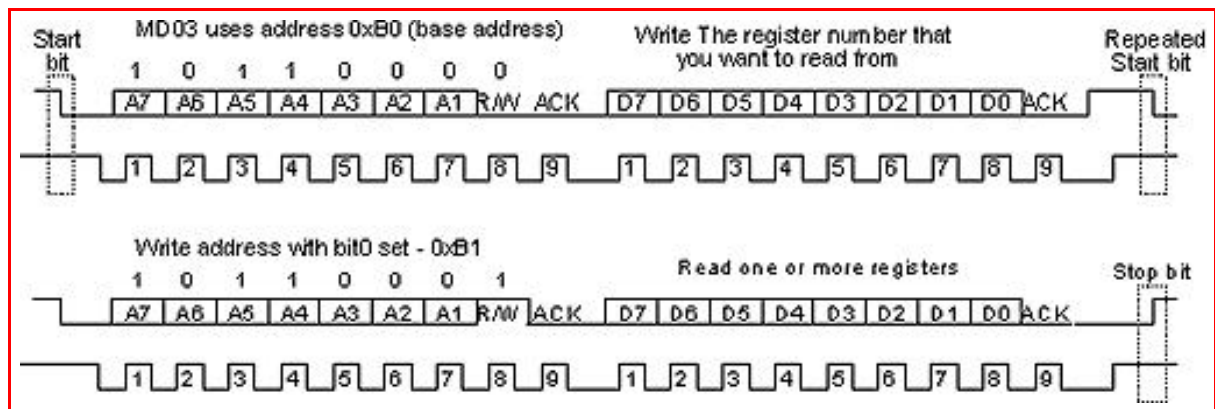 Start bit
MD03 uses address 0xB0 (base address)
Write The register number that
you want to read from
Repeated
Start bit
1 0 1 1 0 0 0 0
A7 A6 A5 A4 A3 A2 A1 R/W ACK D7 D6 D5 D4 D3 D2 D1 D0 ACK
1 2 3 4 5 6 7 8 9 1 2 3 4 5 6 7 8 9
Write address with bit0 set - 0xB1
1 0 1 1 0 0 0 1
Read one or more registers
Stop bit
A7 A6 A5 A4 A3 A2 A1 R/W ACK D7 D6 D5 D4 D3 D2 D1 D0 ACK
1 2 3 4 5 6 7 8 9 1 2 3 4 5 6 7 8 9